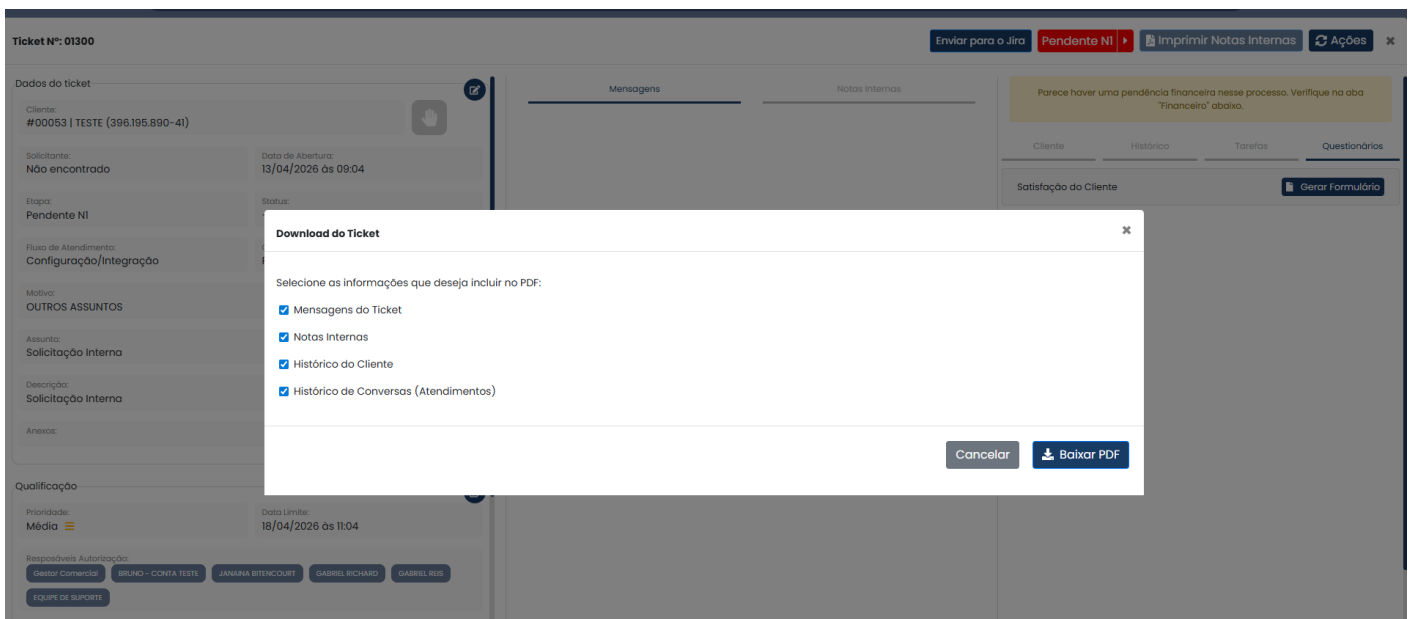 Ticket Nº: 01300
Enviar para o Jira
Pendente N1
Imprimir Notas Internas
Ações
Dados do ticket
Cliente:
#00053 | TESTE (396.195.890-41)
Solicitante:
Não encontrado
Data de Abertura:
13/04/2026 às 09:04
Etapa:
Pendente N1
Status:
Fluxo de Atendimento:
Configuração/Integração
Motivo:
OUTROS ASSUNTOS
Assunto:
Solicitação Interna
Descrição:
Solicitação Interna
Anexos:
Qualificação
Prioridade:
Média
Data Limite:
18/04/2026 às 11:04
Resposáveis Autorização:
Gestor Comercial
BRUNO - CONTA TESTE
JANAINA BITENCOURT
GABRIEL RICHARD
GABRIEL REIS
EQUIPE DE SUPORTE
Mensagens
Notas Internas
Parece haver uma pendência financeira nesse processo. Verifique na aba
"Financeiro" abaixo.
Cliente
Histórico
Tarefas
Questionários
Satisfação do Cliente
Gerar Formulário
Download do Ticket
Selecione as informações que deseja incluir no PDF:
Mensagens do Ticket
Notas Internas
Histórico do Cliente
Histórico de Conversas (Atendimentos)
Cancelar
Baixar PDF